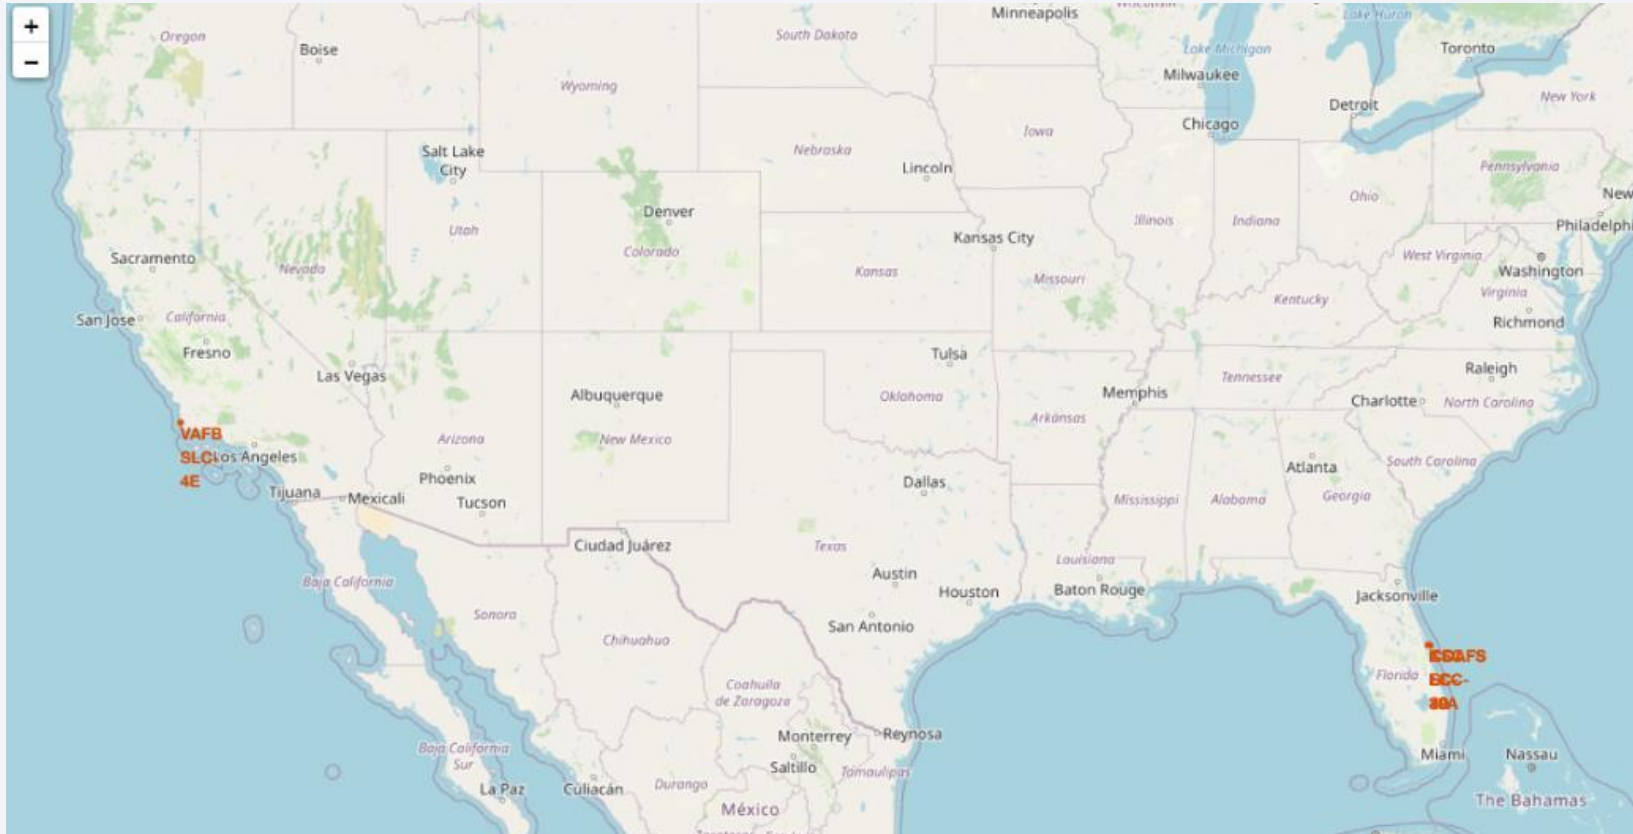 +
−
Oregon
Boise
Wyoming
South Dakota
Minneapolis
Lake Huron
Toronto
Lake Michigan
Milwaukee
Detroit
Chicago
New York
Iowa
Nebraska
Lincoln
Salt Lake
City
Pennsylvania
Ohio
Denver
Utah
Colorado
Illinois
Indiana
Kansas City
Sacramento
Nevada
Kansas
Missouri
West Virginia
Washington
Virginia
Kentucky
San Jose
California
Richmond
Fresno
Las Vegas
Tulsa
Raleigh
Tennessee
Albuquerque
Oklahoma
Memphis
Charlotte
North Carolina
Arkansas
VAFB
SLC-
4E
Los Angeles
Arizona
New Mexico
Phoenix
Tucson
Dallas
Atlanta
South Carolina
Georgia
Tijuana
Mexicali
Mississippi
Alabama
Ciudad Juárez
Texas
Louisiana
Baja California
Austin
Houston
Baton Rouge
Jacksonville
Sonora
Chihuahua
San Antonio
Florida
Coahuila
de Zaragoza
Monterrey
Reynosa
Baja California
Sur
Saltillo
Tamaulipas
Miami
Nassau
La Paz
Culiacán
Durango
México
The Bahamas